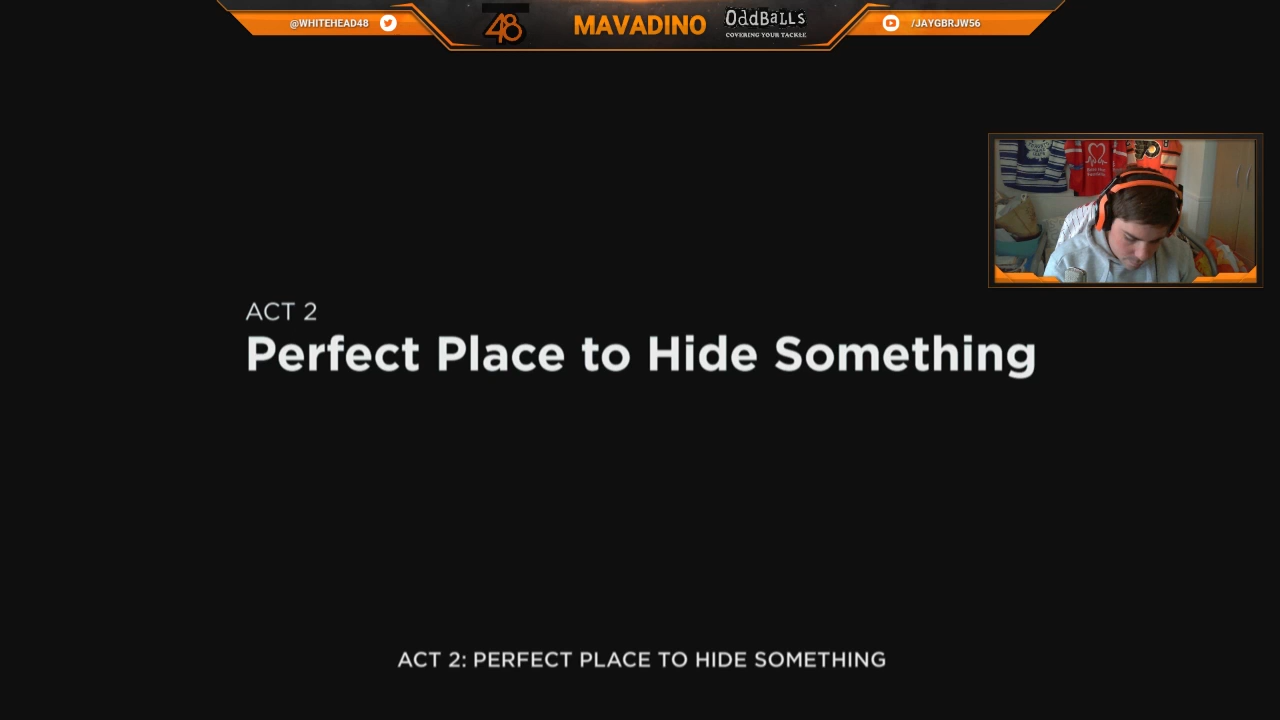 @WHITEHEAD48
48
MAVADINO
OddBalls
COVERING YOUR TACKLE
/JAYGBRJW56
ACT 2
Perfect Place to Hide Something
ACT 2: PERFECT PLACE TO HIDE SOMETHING